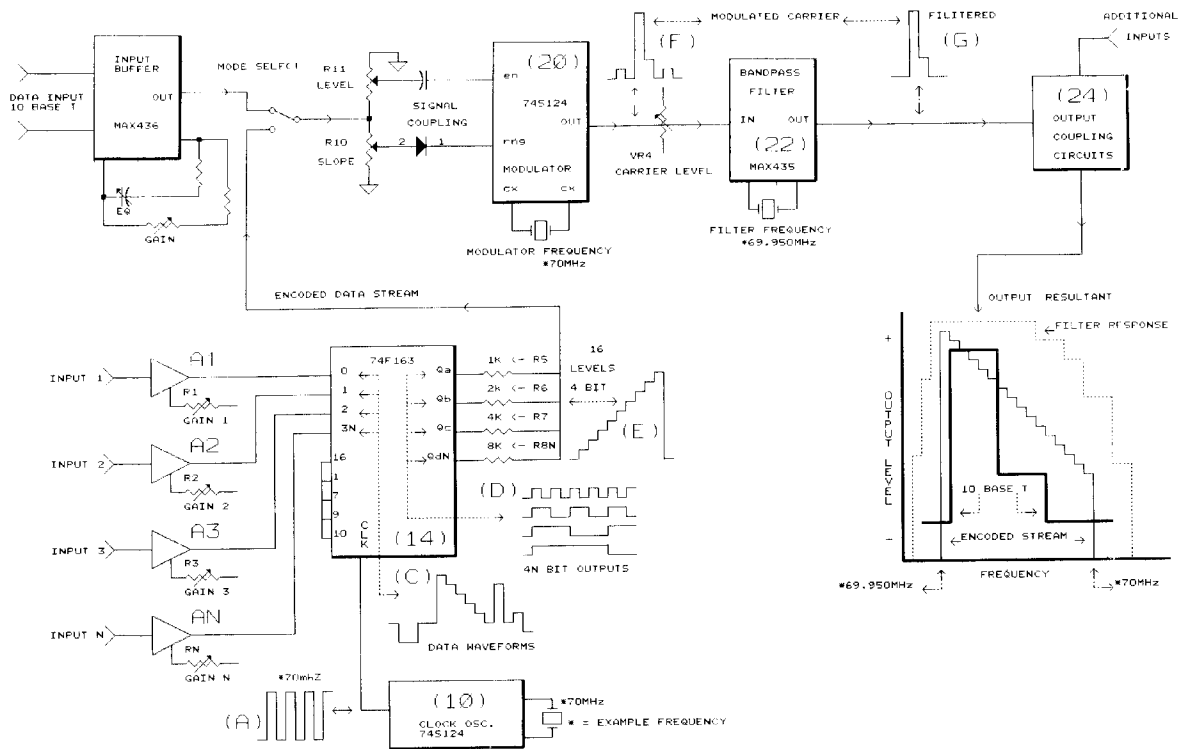 MODULATED CARRIER
(F)
FILITERED
(G)
ADDITIONAL
INPUTS
INPUT
BUFFER
OUT
MAX436
DATA INPUT
10 BASE T
EQ
GAIN
MODE SELECT
R11
LEVEL
SIGNAL
COUPLING
R10
SLOPE
2
1
(20)
en
74S124
OUT
rng
MODULATOR
cx
cx
MODULATOR FREQUENCY
*70MHz
VR4
CARRIER LEVEL
BANDPASS
FILTER
IN
OUT
(22)
MAX435
FILTER FREQUENCY
*69.950MHz
(24)
OUTPUT
COUPLING
CIRCUITS
ENCODED DATA STREAM
OUTPUT RESULTANT
FILTER RESPONSE
+
OUTPUT LEVEL
-
10 BASE T
ENCODED STREAM
*69.950MHz
FREQUENCY
*70MHz
INPUT 1
A1
R1
GAIN 1
INPUT 2
A2
R2
GAIN 2
INPUT 3
A3
R3
GAIN 3
INPUT N
AN
RN
GAIN N
74F163
0
1
2
3N
16
1
7
9
10
CLK
(14)
Qa
Qb
Qc
QdN
1K <- R5
2K <- R6
4K <- R7
8K <- R8N
16
LEVELS
4 BIT
(E)
(D)
4N BIT OUTPUTS
(C)
DATA WAVEFORMS
*70mhZ
(A)
(10)
CLOCK OSC.
74S124
*70MHz
* = EXAMPLE FREQUENCY